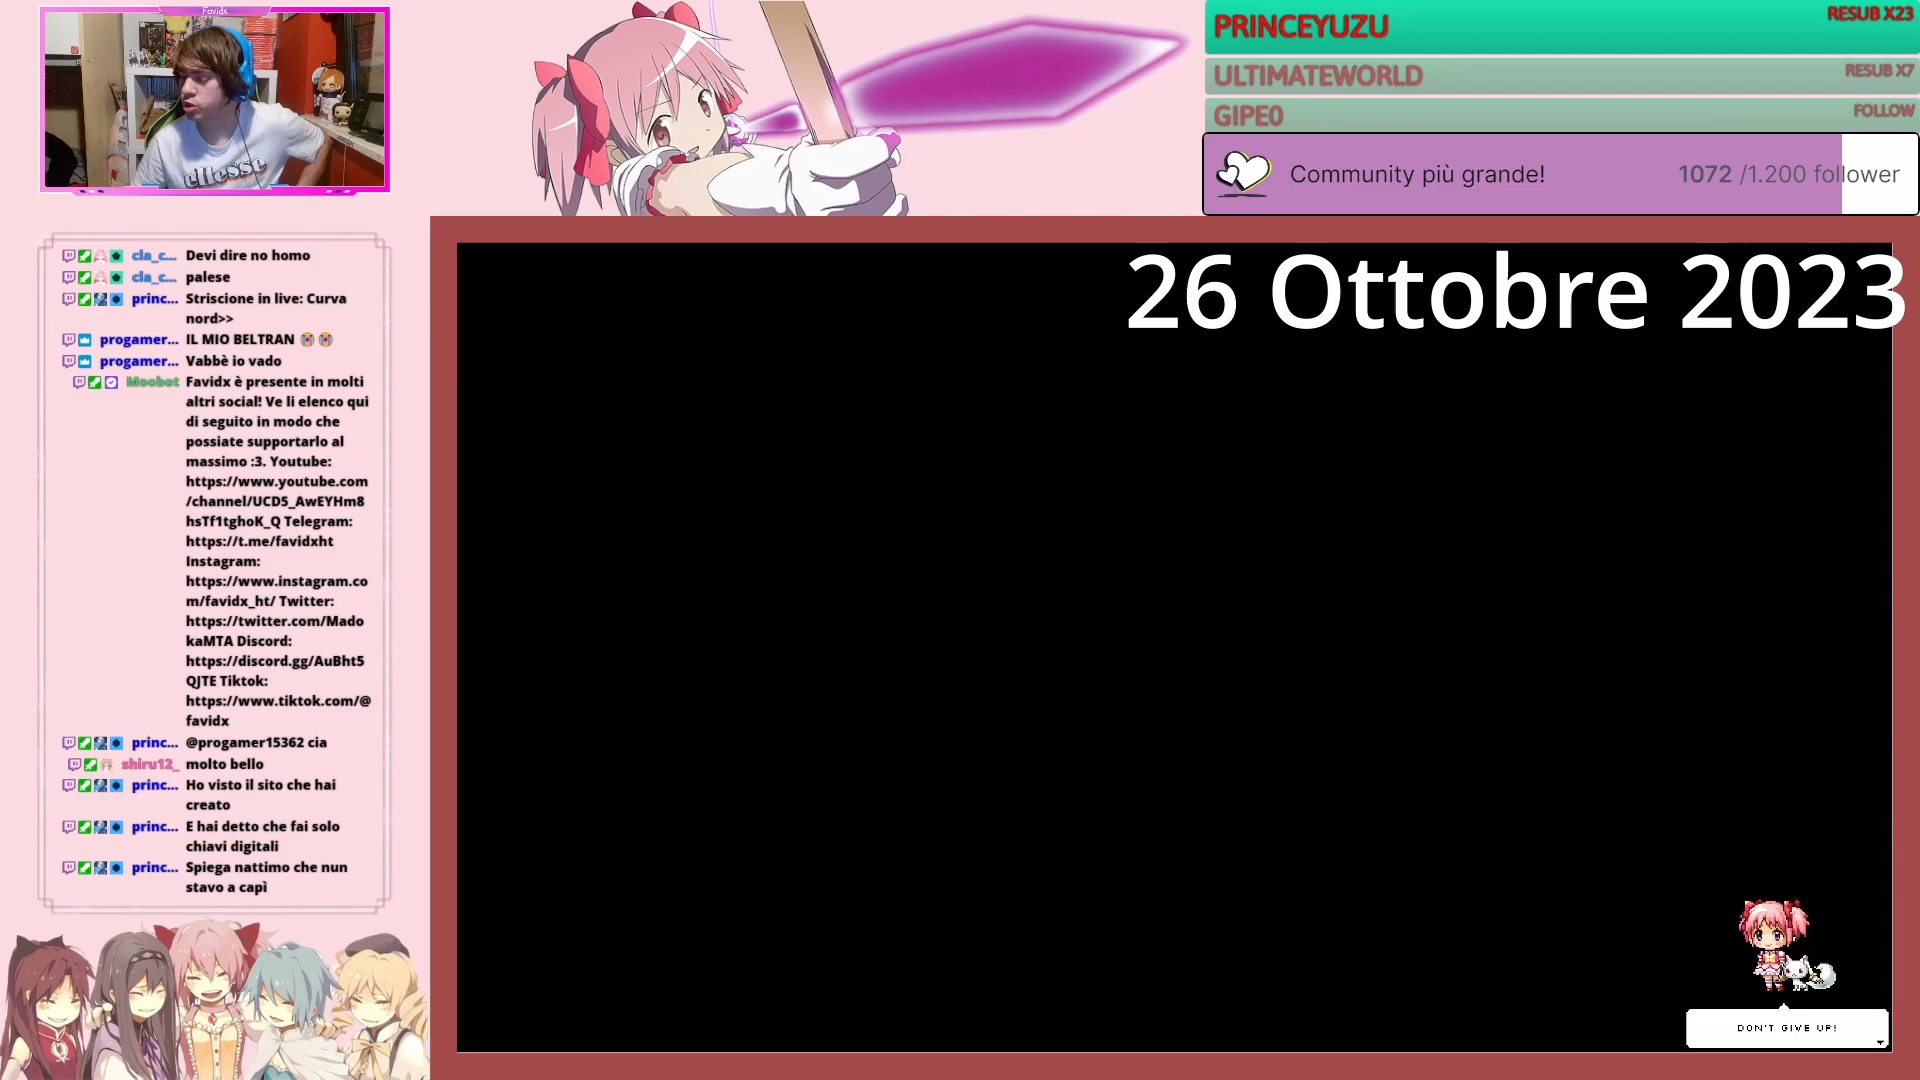 Favidx
ellesse
PRINCEYUZU
RESUB X23
ULTIMATEWORLD
RESUB X7
GIPE0
FOLLOW
Community più grande!
1072 /1.200 follower
26 Ottobre 2023
cla_c... Devi dire no homo
cla_c... palese
princ... Striscione in live: Curva
nord>>
progamer... IL MIO BELTRAN 😭 😭
progamer... Vabbè io vado
Moobot Favidx è presente in molti
altri social! Ve li elenco qui
di seguito in modo che
possiate supportarlo al
massimo :3. Youtube:
https://www.youtube.com
/channel/UCD5_AwEYHm8
hsTf1tghoK_Q Telegram:
https://t.me/favidxht
Instagram:
https://www.instagram.co
m/favidx_ht/ Twitter:
https://twitter.com/Mado
kaMTA Discord:
https://discord.gg/AuBht5
QJTE Tiktok:
https://www.tiktok.com/@
favidx
princ... @progamer15362 cia
shiru12_ molto bello
princ... Ho visto il sito che hai
creato
princ... E hai detto che fai solo
chiavi digitali
princ... Spiega nattimo che nun
stavo a capì
DON'T GIVE UP!